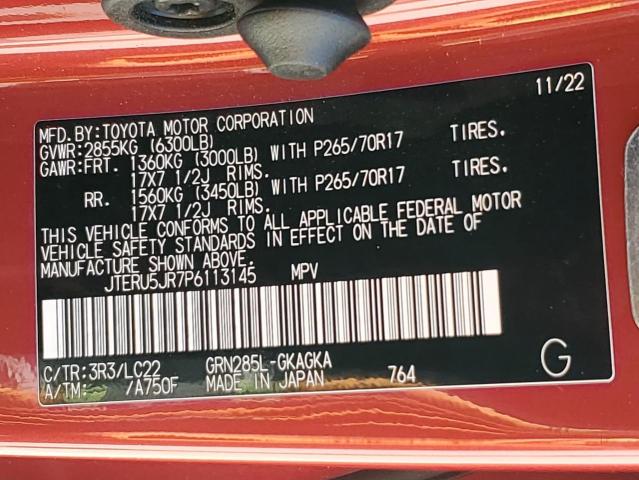 11/22
MFD.BY:TOYOTA MOTOR CORPORATION
GVWR:2855KG (6300LB)
GAWR:FRT. 1360KG (3000LB) WITH P265/70R17 TIRES.
17X7 1/2J RIMS.
RR. 1560KG (3450LB) WITH P265/70R17 TIRES.
17X7 1/2J RIMS.
THIS VEHICLE CONFORMS TO ALL APPLICABLE FEDERAL MOTOR
VEHICLE SAFETY STANDARDS IN EFFECT ON THE DATE OF
MANUFACTURE SHOWN ABOVE.
JTERU5JR7P6113145 MPV
C/TR:3R3/LC22 GRN285L-GKAGKA
A/TM: /A750F MADE IN JAPAN 764 G